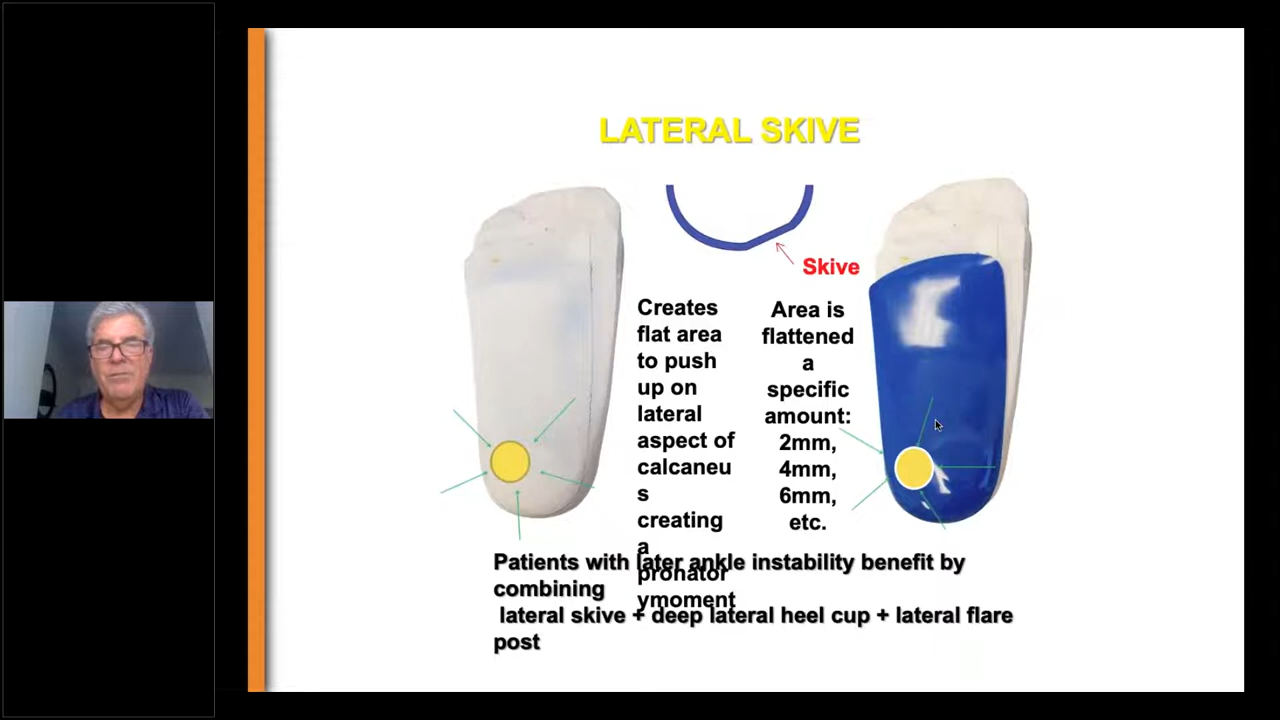 LATERAL SKIVE
Skive
Creates
flat area
to push
up on
lateral
aspect of
calcaneu
s
creating
a
pronator
ymoment
Area is
flattened
a
specific
amount:
2mm,
4mm,
6mm,
etc.
Patients with later ankle instability benefit by
combining
lateral skive + deep lateral heel cup + lateral flare
post